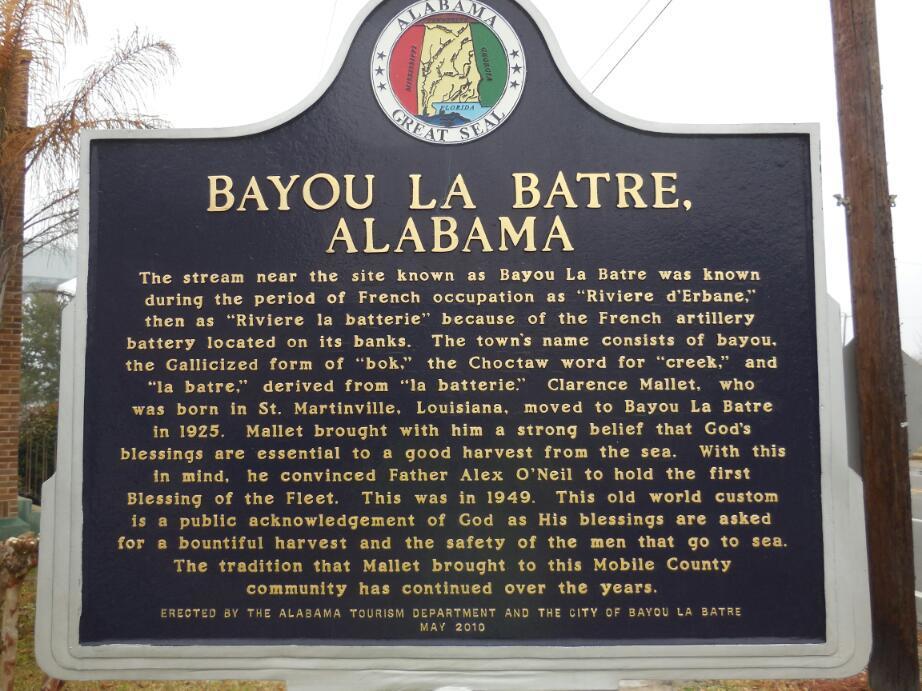 ALABAMA
MISSISSIPPI
GEORGIA
FLORIDA
GREAT SEAL
BAYOU LA BATRE,
ALABAMA
The stream near the site known as Bayou La Batre was known
during the period of French occupation as "Riviere d'Erbane,"
then as "Riviere la batterie" because of the French artillery
battery located on its banks. The town's name consists of bayou,
the Gallicized form of "bok," the Choctaw word for "creek," and
"la batre," derived from "la batterie." Clarence Mallet, who
was born in St. Martinville, Louisiana, moved to Bayou La Batre
in 1925. Mallet brought with him a strong belief that God's
blessings are essential to a good harvest from the sea. With this
in mind, he convinced Father Alex O'Neil to hold the first
Blessing of the Fleet. This was in 1949. This old world custom
is a public acknowledgement of God as His blessings are asked
for a bountiful harvest and the safety of the men that go to sea.
The tradition that Mallet brought to this Mobile County
community has continued over the years.
ERECTED BY THE ALABAMA TOURISM DEPARTMENT AND THE CITY OF BAYOU LA BATRE
MAY 2010